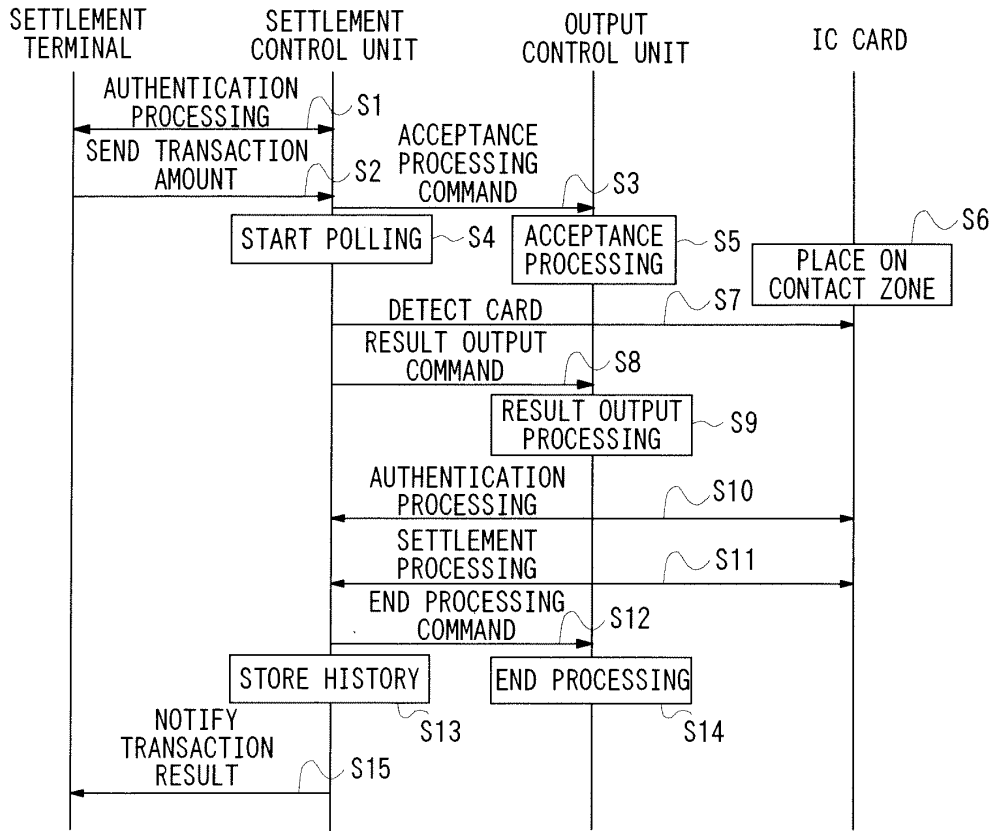 SETTLEMENT
TERMINAL
SETTLEMENT
CONTROL UNIT
OUTPUT
CONTROL UNIT
IC CARD
AUTHENTICATION
PROCESSING
S1
SEND TRANSACTION
AMOUNT
S2
ACCEPTANCE
PROCESSING
COMMAND
S3
START POLLING
S4
ACCEPTANCE
PROCESSING
S5
S6
PLACE ON
CONTACT ZONE
DETECT CARD
S7
RESULT OUTPUT
COMMAND
S8
RESULT OUTPUT
PROCESSING
S9
AUTHENTICATION
PROCESSING
S10
SETTLEMENT
PROCESSING
S11
END PROCESSING
COMMAND
S12
STORE HISTORY
S13
END PROCESSING
S14
NOTIFY
TRANSACTION
RESULT
S15